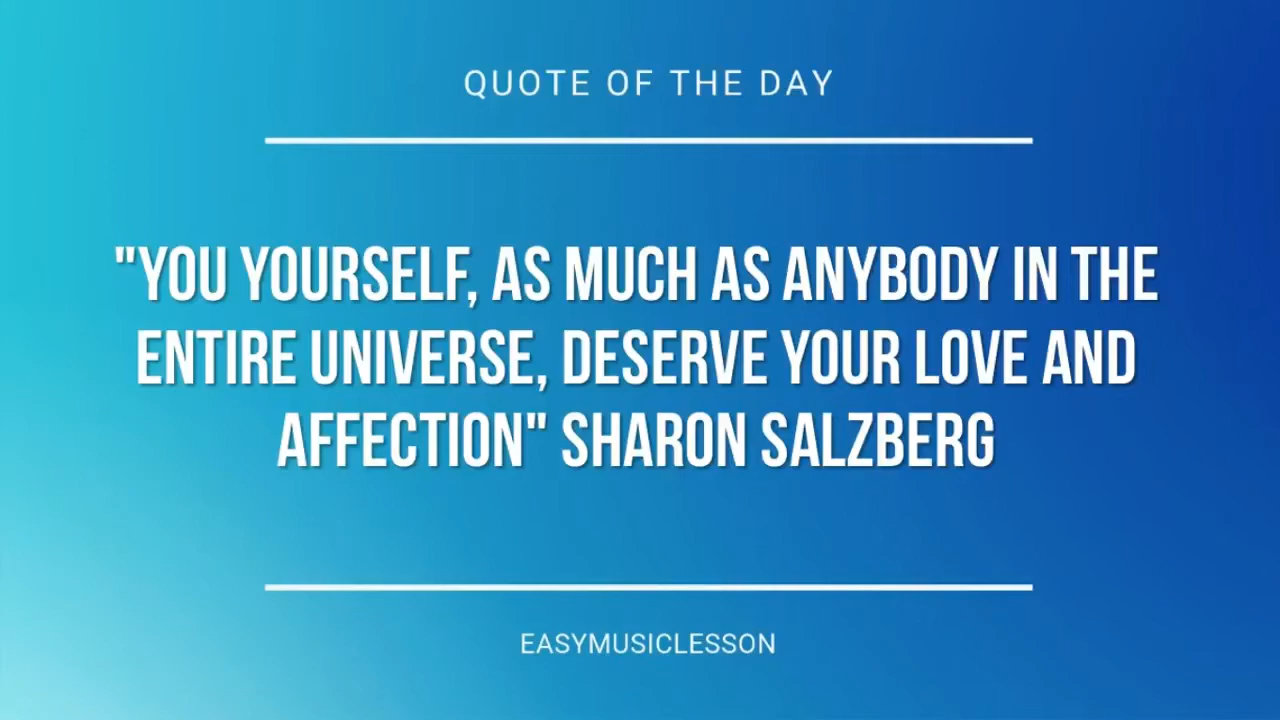 QUOTE OF THE DAY
"YOU YOURSELF, AS MUCH AS ANYBODY IN THE
ENTIRE UNIVERSE, DESERVE YOUR LOVE AND
AFFECTION" SHARON SALZBERG
EASYMUSICLESSON